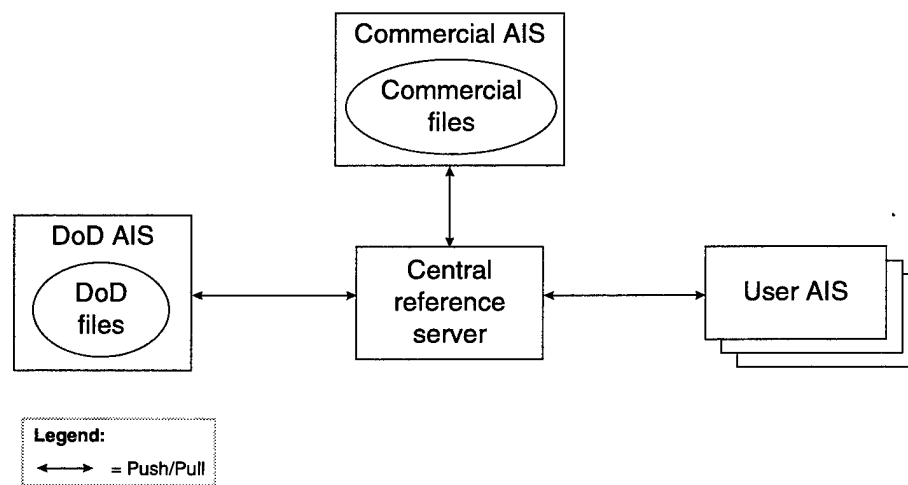 Commercial AIS
Commercial
files
DoD AIS
DoD
files
Central
reference
server
User AIS
Legend:
= Push/Pull